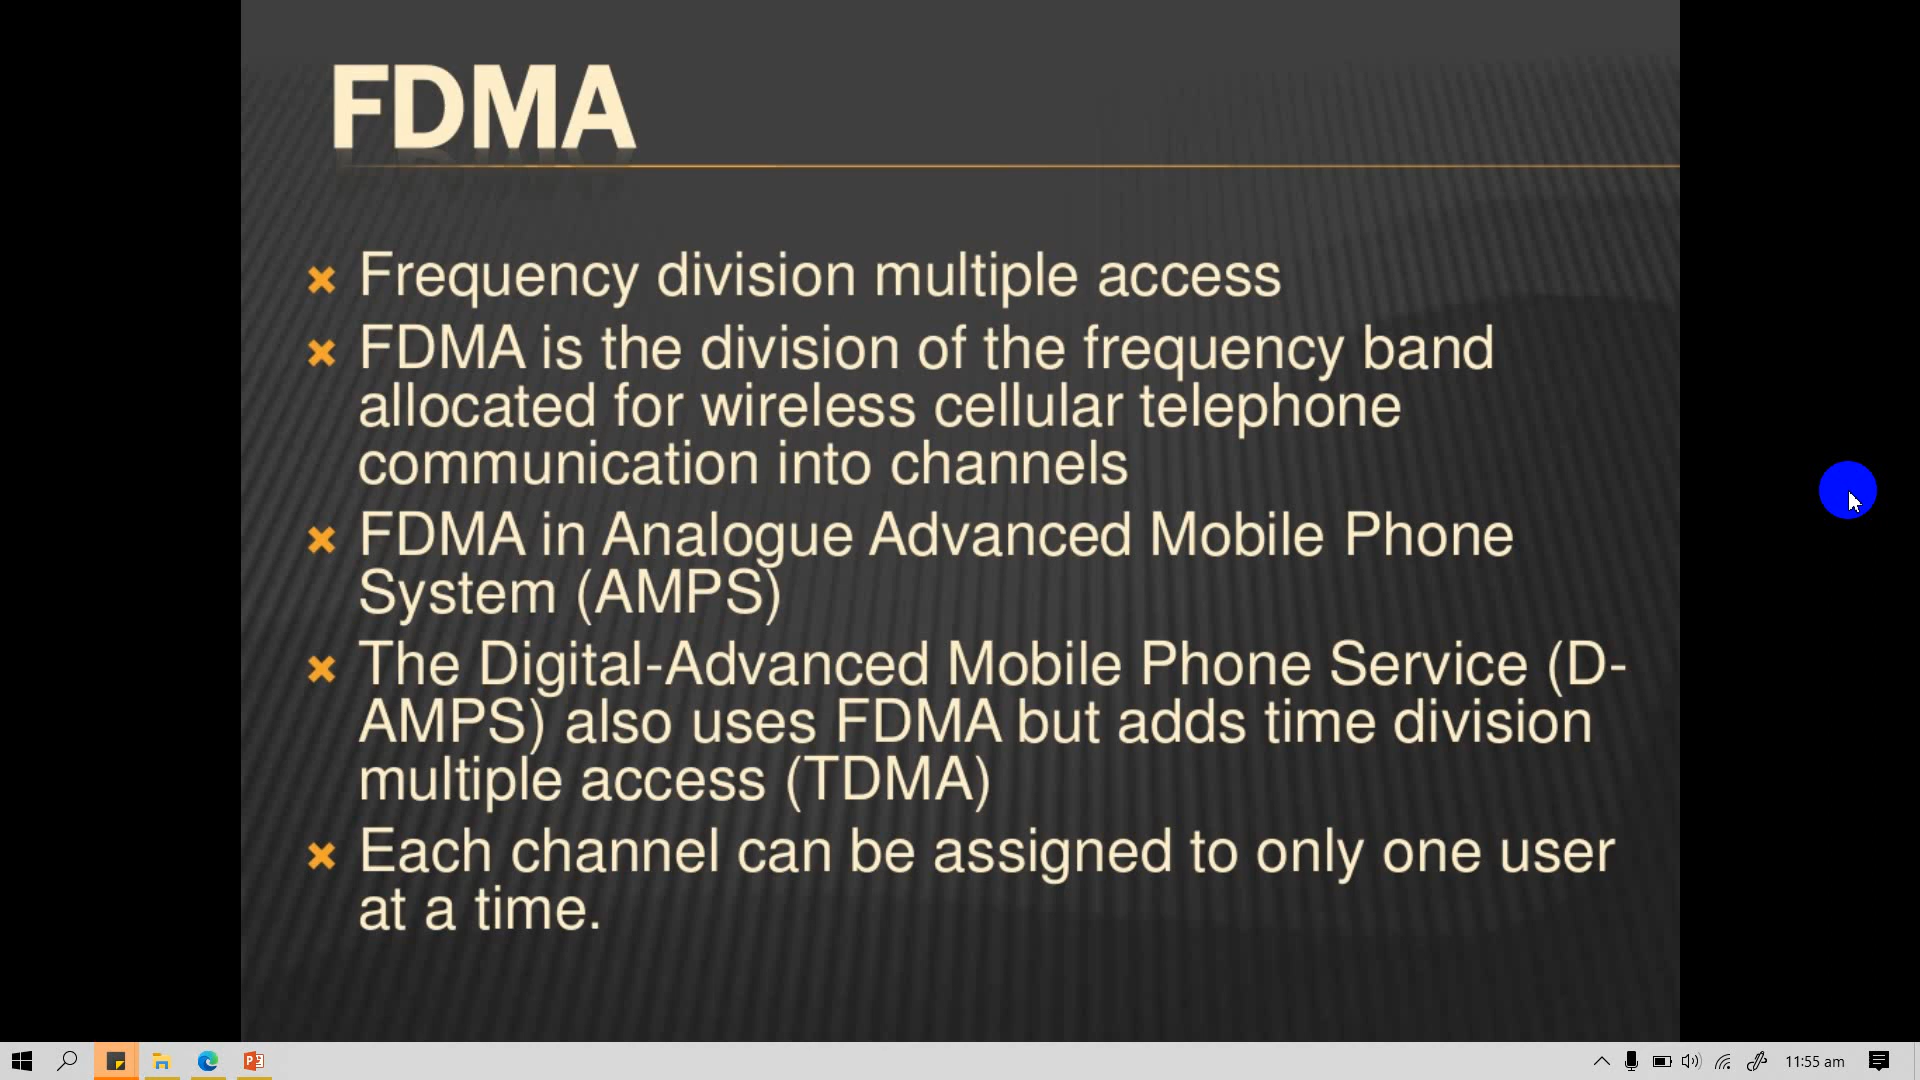 FDMA
Frequency division multiple access
FDMA is the division of the frequency band
allocated for wireless cellular telephone
communication into channels
FDMA in Analogue Advanced Mobile Phone
System (AMPS)
The Digital-Advanced Mobile Phone Service (D-
AMPS) also uses FDMA but adds time division
multiple access (TDMA)
Each channel can be assigned to only one user
at a time.
11:55 am